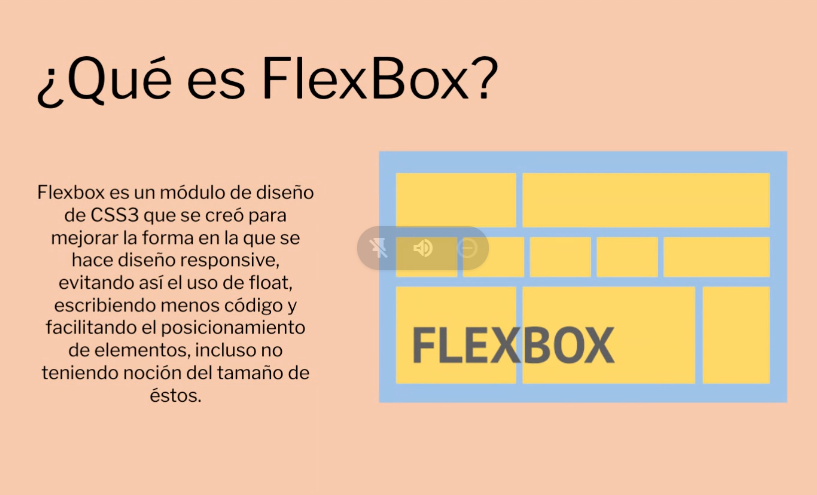 ¿Qué es FlexBox?
Flexbox es un módulo de diseño
de CSS3 que se creó para
mejorar la forma en la que se
hace diseño responsive,
evitando así el uso de float,
escribiendo menos código y
facilitando el posicionamiento
de elementos, incluso no
teniendo noción del tamaño de
éstos.
FLEXBOX